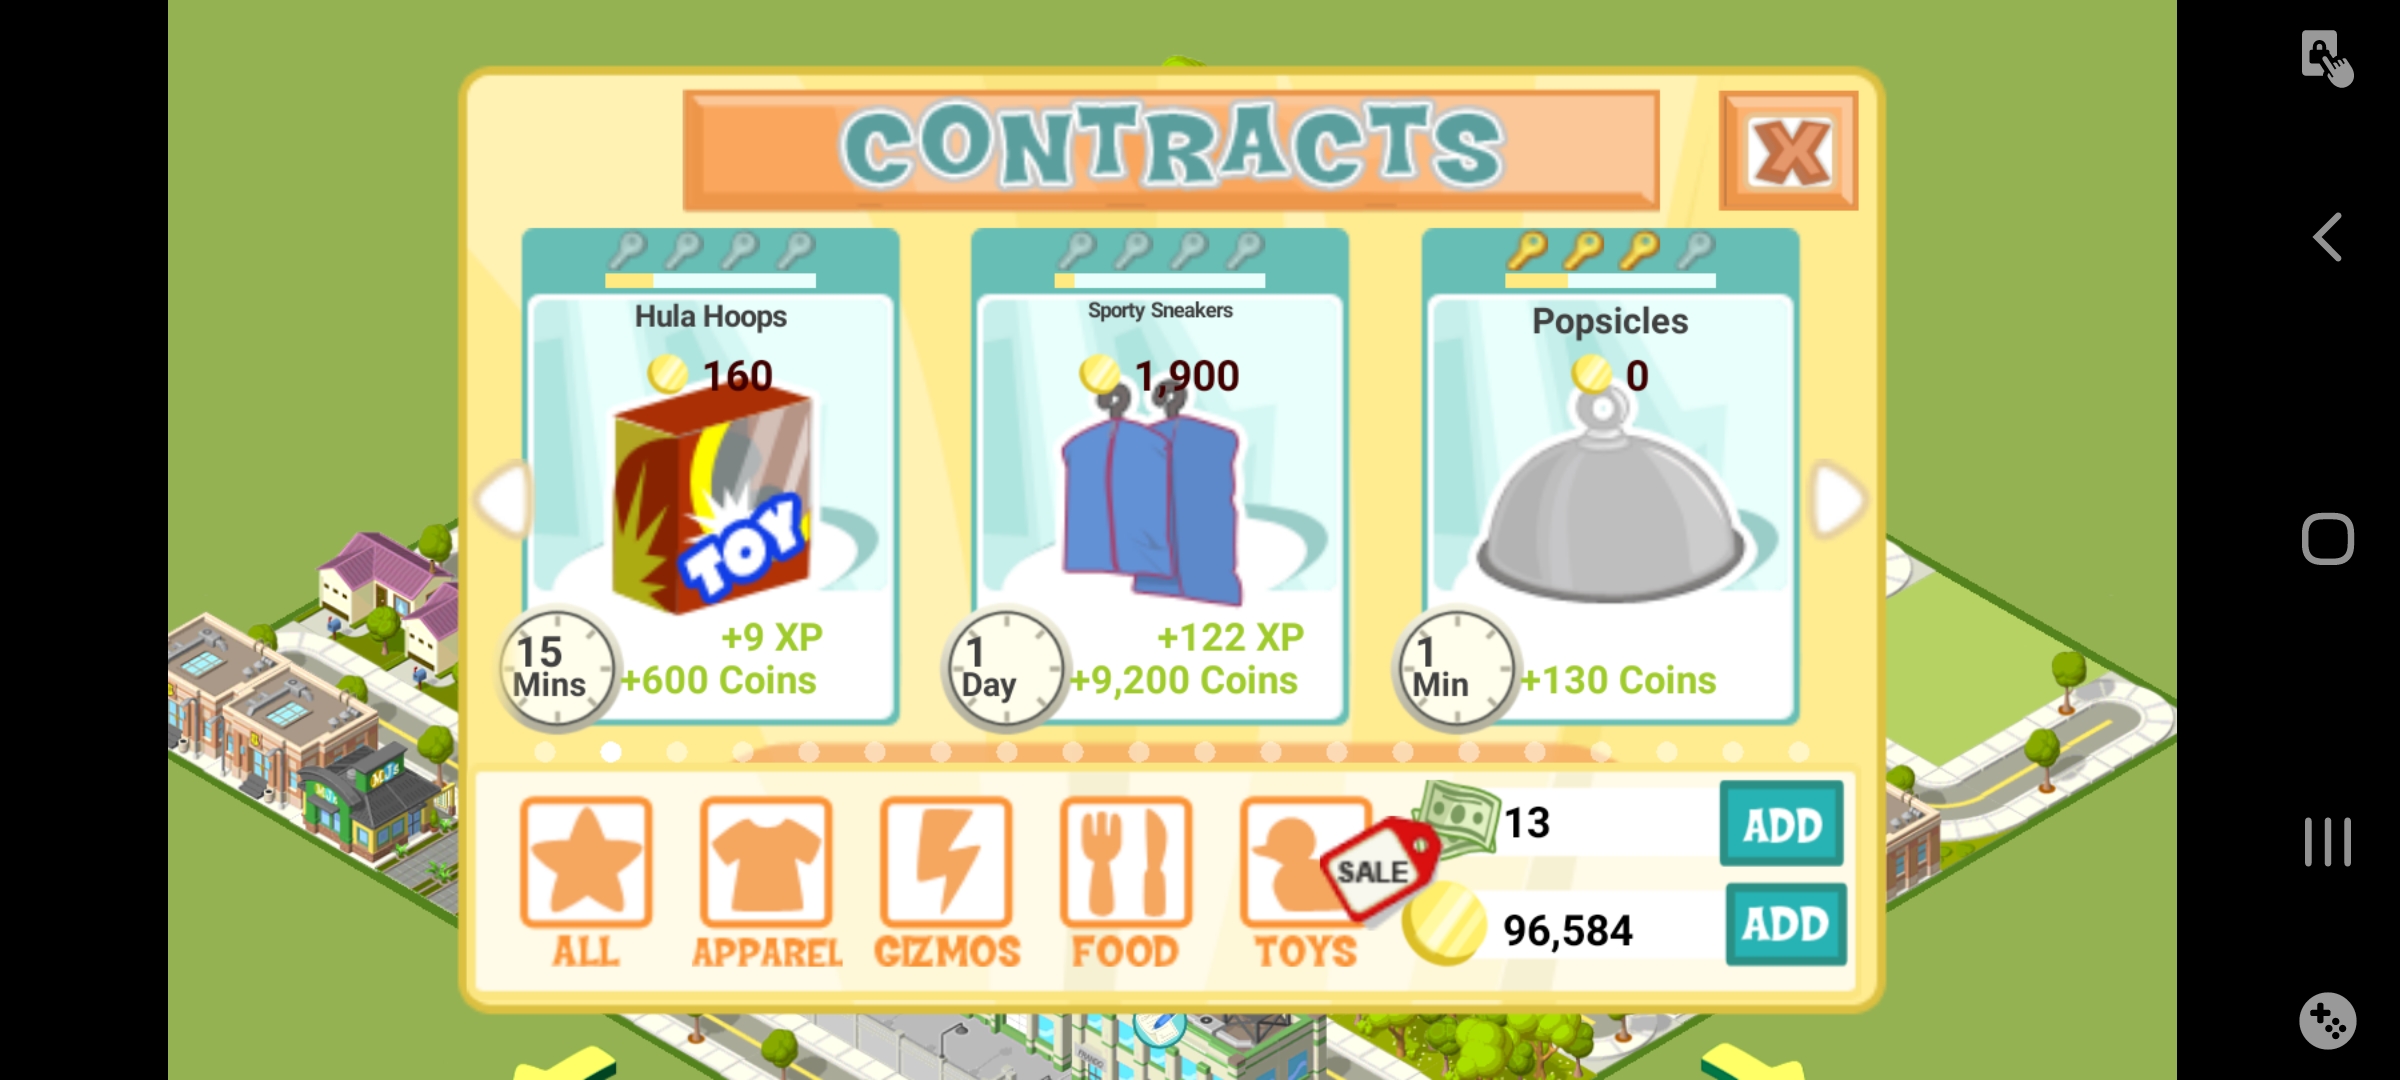 CONTRACTS
X
Hula Hoops
160
TOY
15
Mins
+9 XP
+600 Coins
Sporty Sneakers
1,900
1
Day
+122 XP
+9,200 Coins
Popsicles
0
1
Min
+130 Coins
ALL
APPAREL
GIZMOS
FOOD
TOYS
SALE
13
ADD
96,584
ADD
MJs
MJs